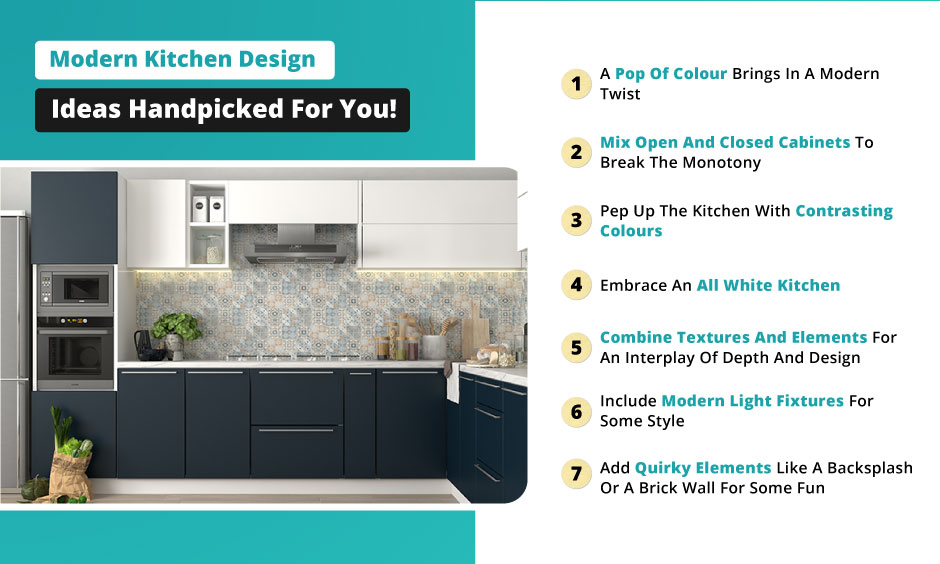 Modern Kitchen Design
Ideas Handpicked For You!
1
A Pop Of Colour Brings In A Modern
Twist
2
Mix Open And Closed Cabinets To
Break The Monotony
3
Pep Up The Kitchen With Contrasting
Colours
4
Embrace An All White Kitchen
5
Combine Textures And Elements For
An Interplay Of Depth And Design
6
Include Modern Light Fixtures For
Some Style
7
Add Quirky Elements Like A Backsplash
Or A Brick Wall For Some Fun